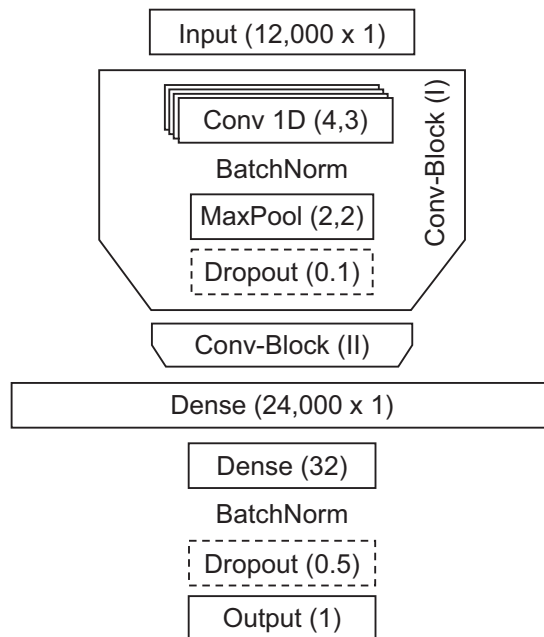 Input (12,000 x 1)
Conv 1D (4,3)
BatchNorm
MaxPool (2,2)
Dropout (0.1)
Conv-Block (I)
Conv-Block (II)
Dense (24,000 x 1)
Dense (32)
BatchNorm
Dropout (0.5)
Output (1)